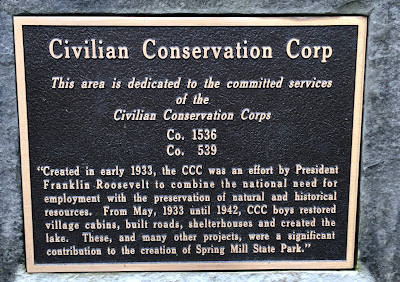 Civilian Conservation Corp
This area is dedicated to the committed services
of the
Civilian Conservation Corps
Co. 1536
Co. 539
"Created in early 1933, the CCC was an effort by President
Franklin Roosevelt to combine the national need for
employment with the preservation of natural and historical
resources. From May, 1933 until 1942, CCC boys restored
village cabins, built roads, shelterhouses and created the
lake. These, and many other projects, were a significant
contribution to the creation of Spring Mill State Park."